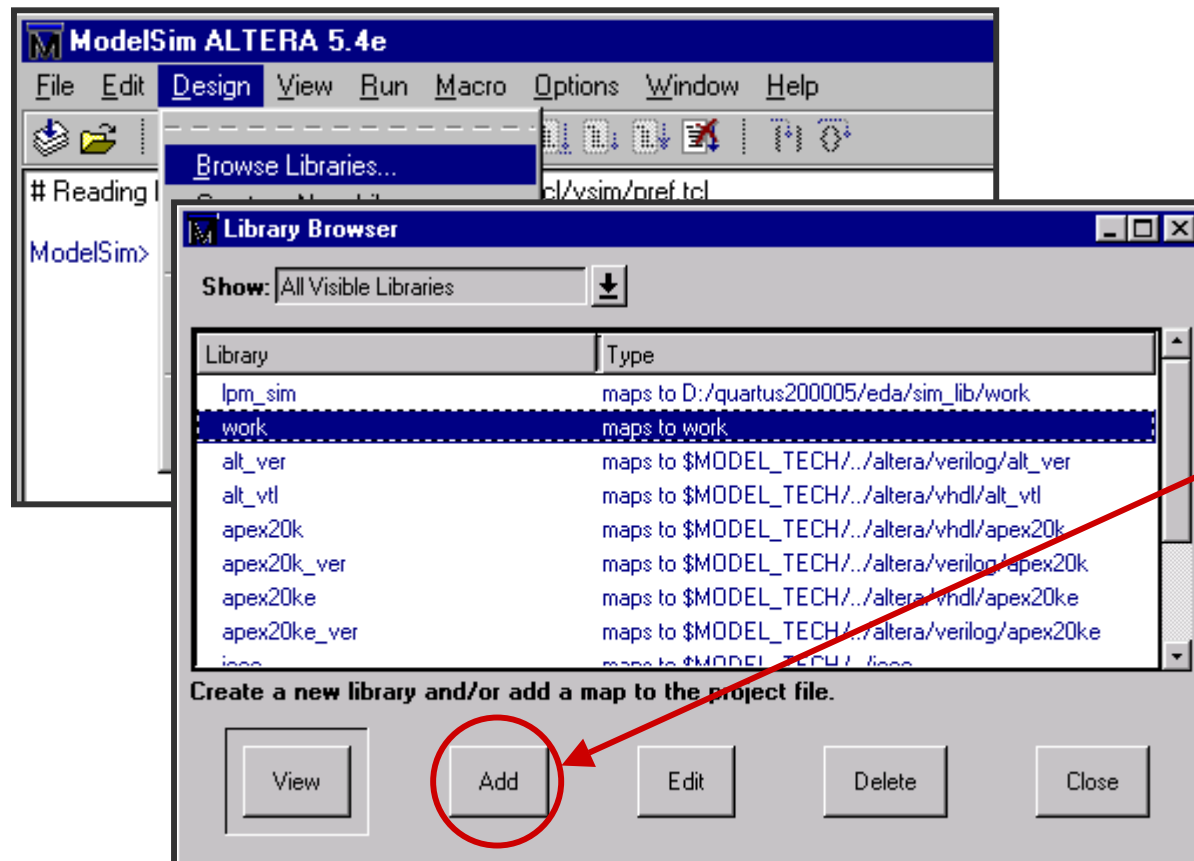 ModelSim ALTERA 5.4e
File Edit Design View Run Macro Options Window Help
Browse Libraries...
# Reading cl/vsim/pref.tcl
ModelSim>
Library Browser
Show: All Visible Libraries
Library Type
lpm_sim maps to D:/quartus200005/eda/sim_lib/work
work maps to work
alt_ver maps to $MODEL_TECH/../altera/verilog/alt_ver
alt_vtl maps to $MODEL_TECH/../altera/vhdl/alt_vtl
apex20k maps to $MODEL_TECH/../altera/vhdl/apex20k
apex20k_ver maps to $MODEL_TECH/../altera/verilog/apex20k
apex20ke maps to $MODEL_TECH/../altera/vhdl/apex20ke
apex20ke_ver maps to $MODEL_TECH/../altera/verilog/apex20ke
Create a new library and/or add a map to the project file.
View Add Edit Delete Close